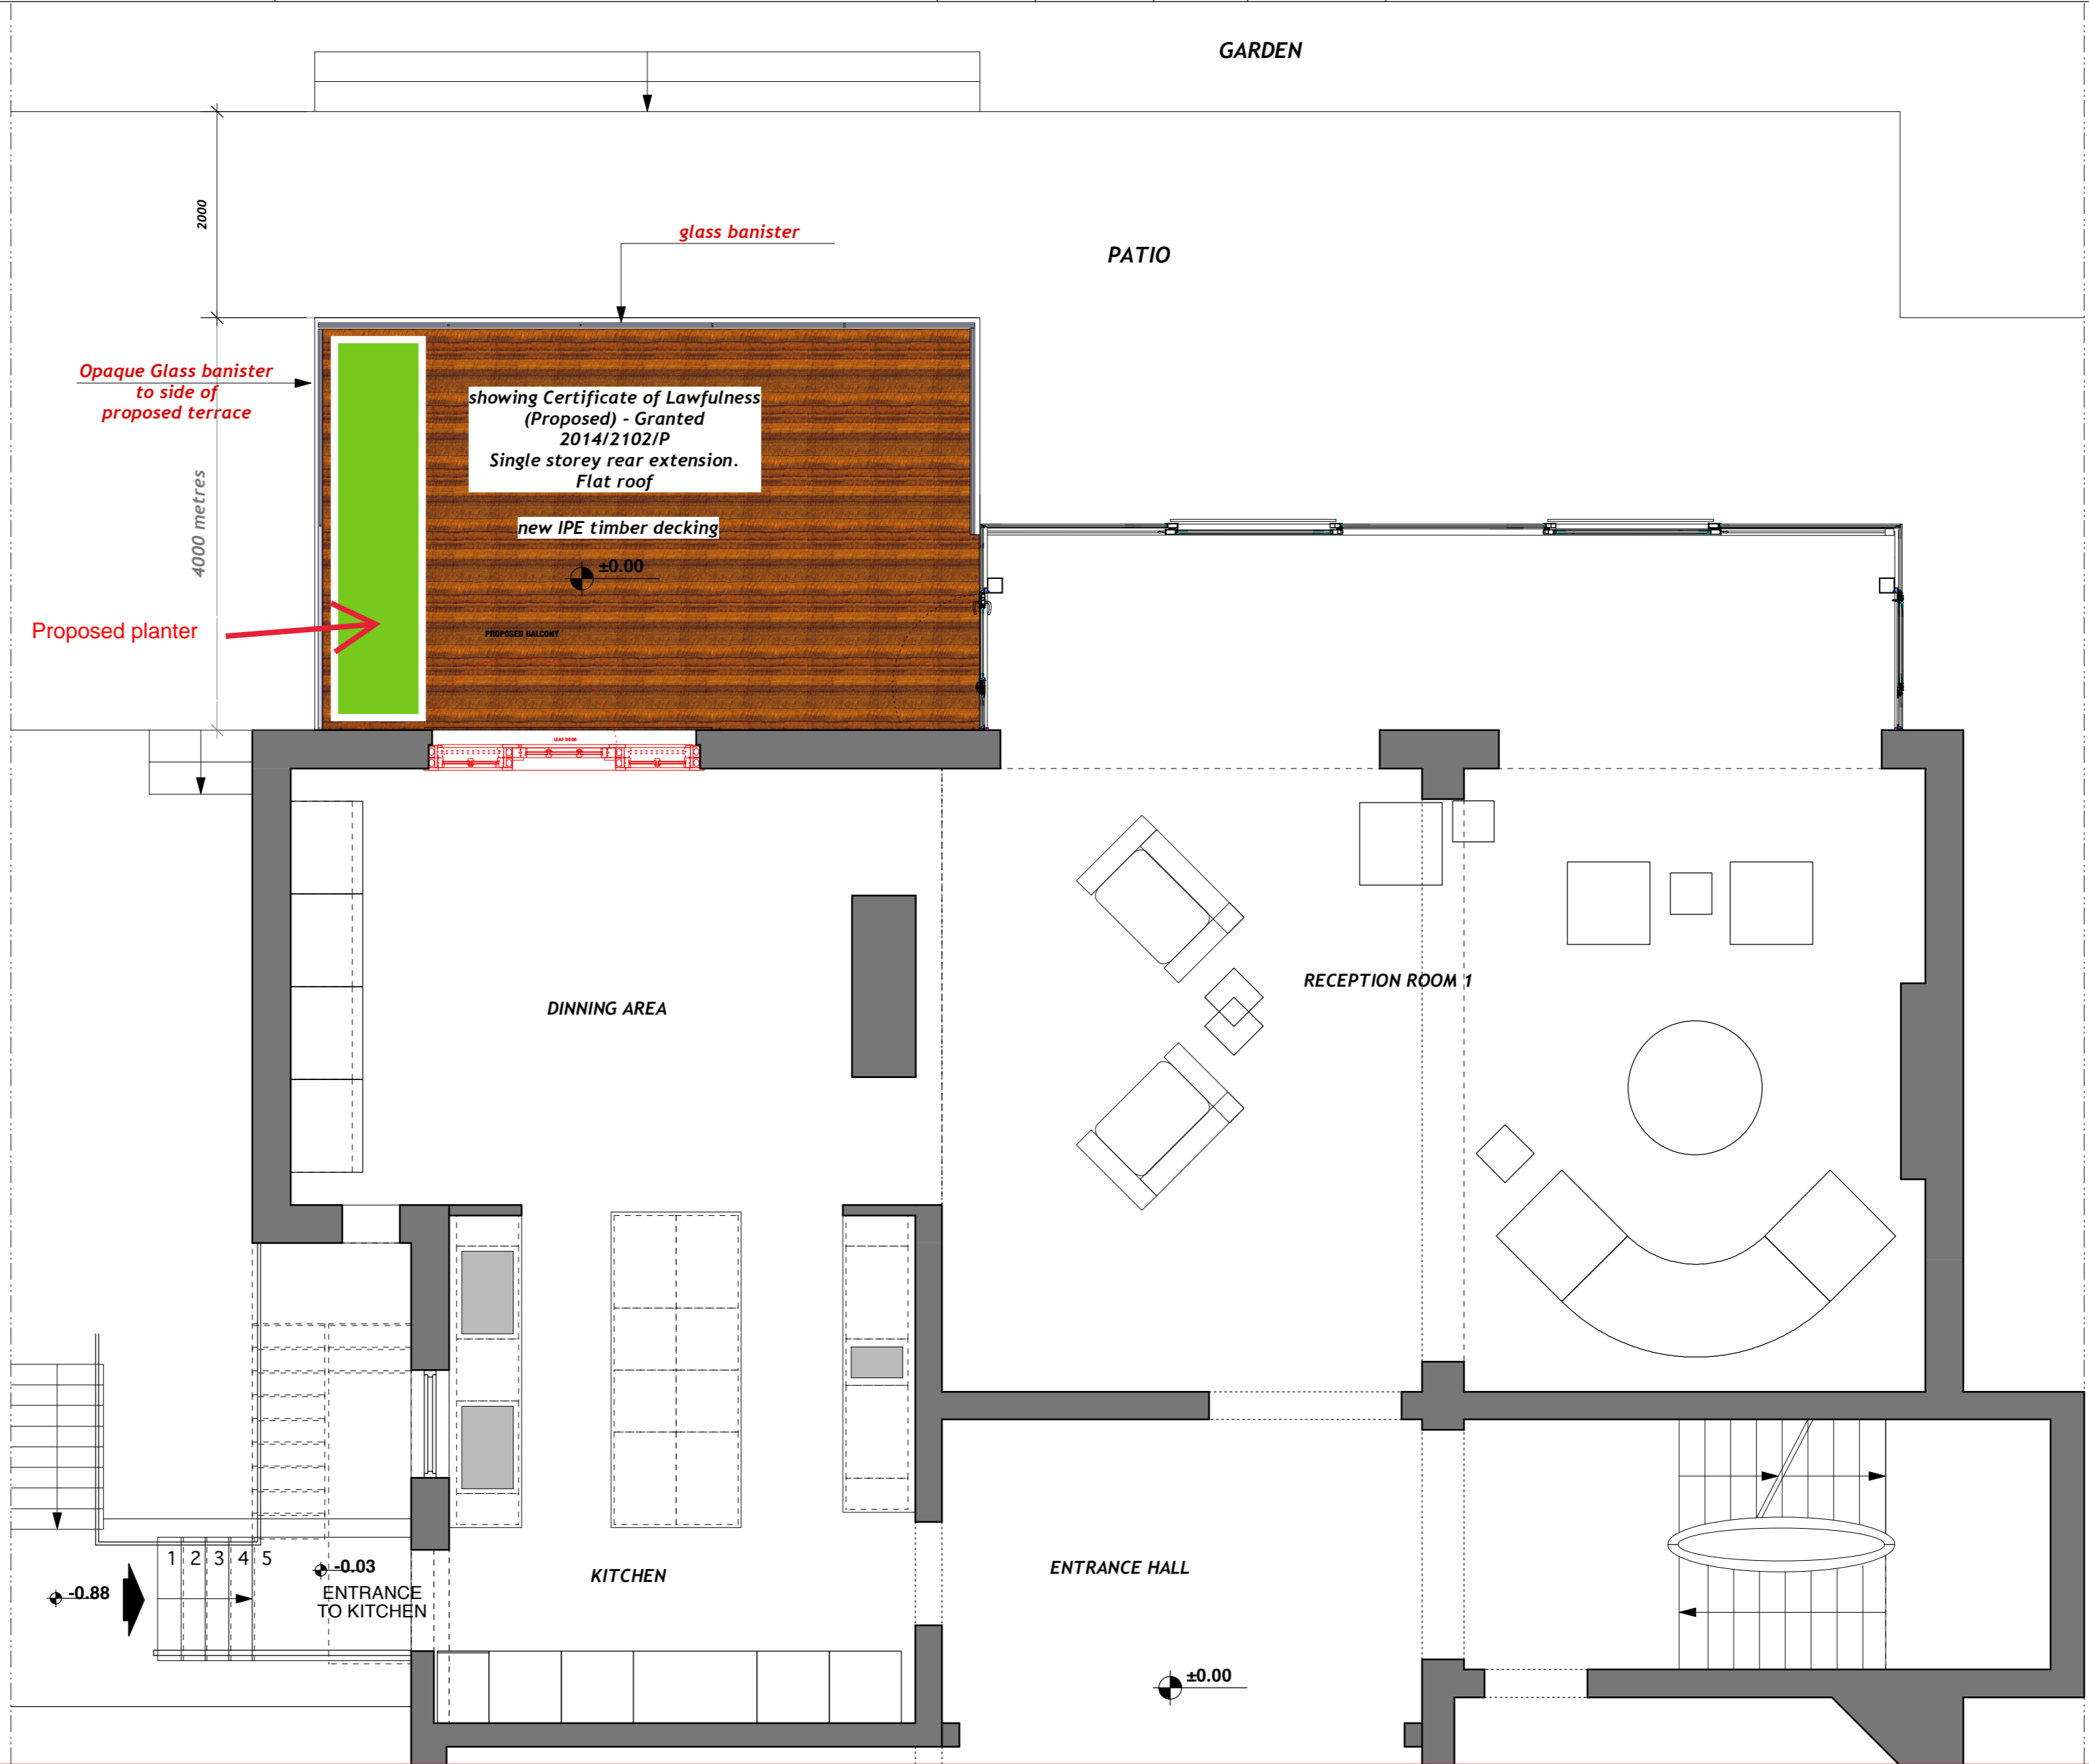 GARDEN
2000
glass banister
PATIO
Opaque Glass banister
to side of
proposed terrace
showing Certificate of Lawfulness
(Proposed) - Granted
2014/2102/P
Single storey rear extension.
Flat roof
4000 metres
new IPE timber decking
±0.00
Proposed planter
PROPOSED BALCONY
LEAF DOOR
DINNING AREA
RECEPTION ROOM 1
1 2 3 4 5
-0.03
-0.88
ENTRANCE
TO KITCHEN
KITCHEN
ENTRANCE HALL
±0.00